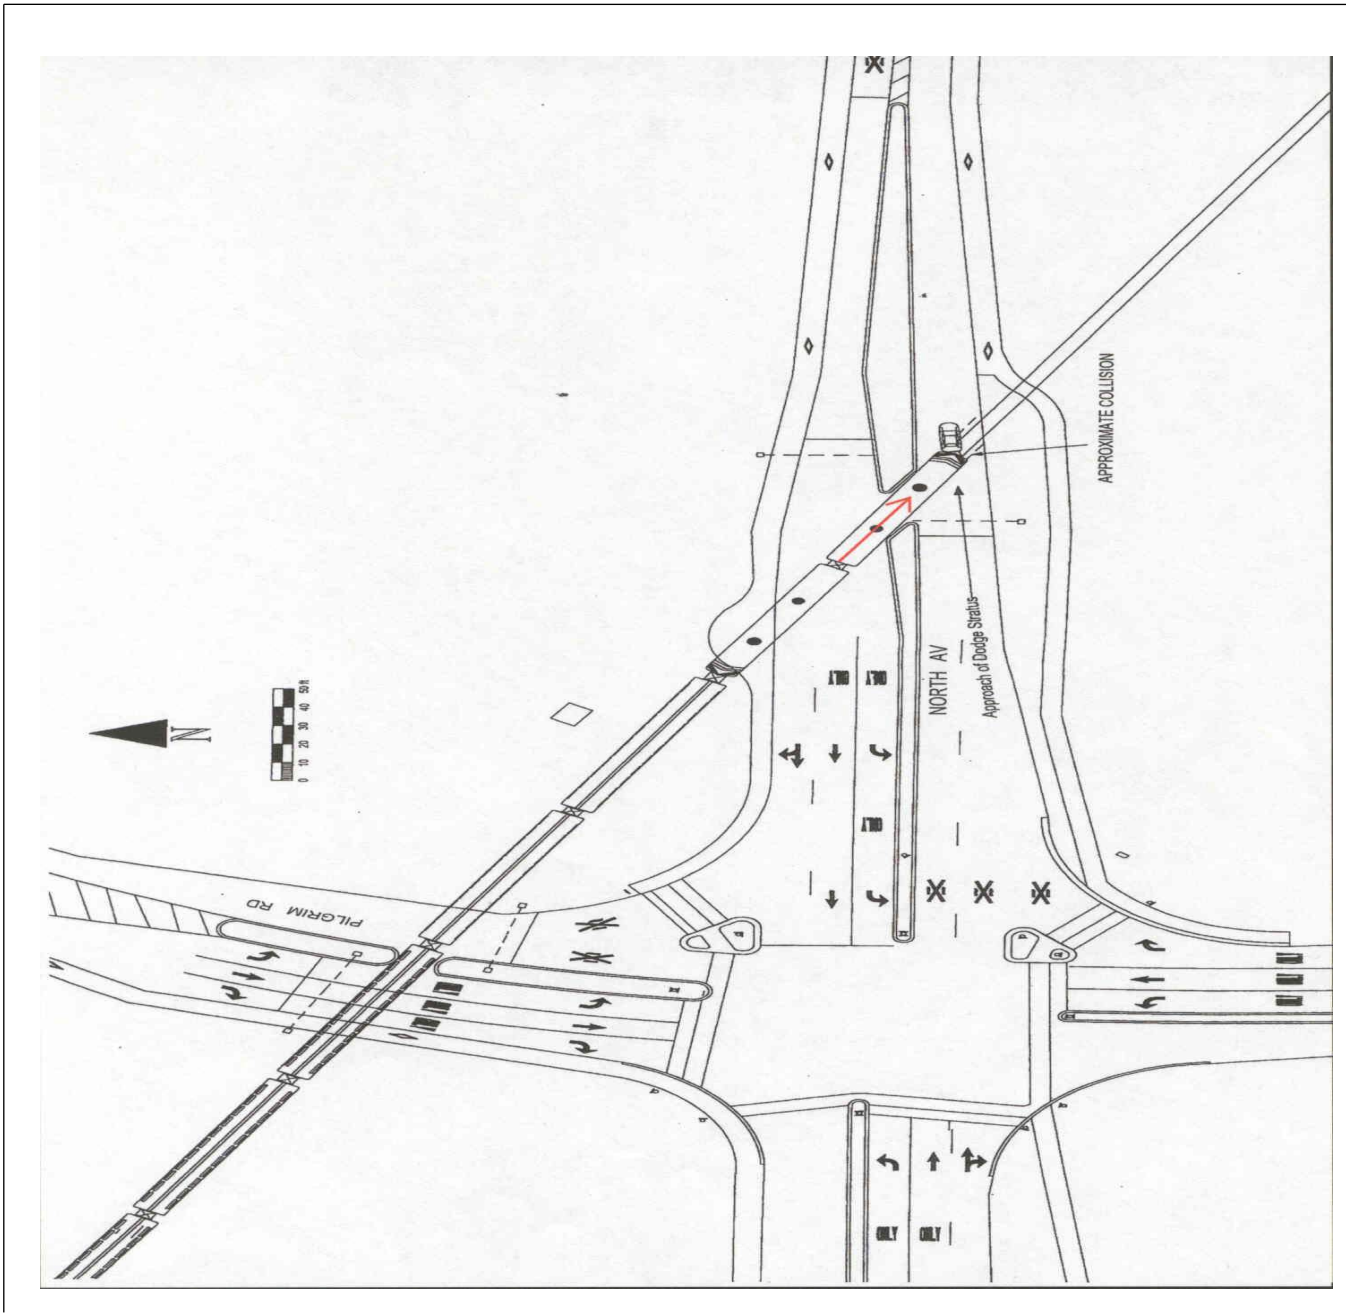 N
0 10 20 30 40 50 ft
PILGRIM RD
APPROXIMATE COLLISION
Approach of Dodge Stratus
NORTH AV
ONLY
ONLY
ONLY
ONLY
ONLY